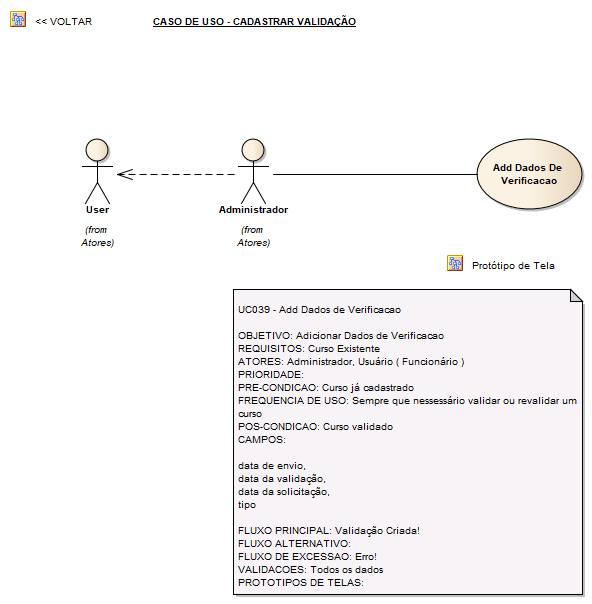 << VOLTAR
CASO DE USO - CADASTRAR VALIDAÇÃO
Add Dados De
Verificacao
User
Administrador
(from
Atores)
(from
Atores)
Protótipo de Tela
UC039 - Add Dados de Verificacao
OBJETIVO: Adicionar Dados de Verificacao
REQUISITOS: Curso Existente
ATORES: Administrador, Usuário ( Funcionário )
PRIORIDADE:
PRE-CONDICAO: Curso já cadastrado
FREQUENCIA DE USO: Sempre que nessessário validar ou revalidar um
curso
POS-CONDICAO: Curso validado
CAMPOS:
data de envio,
data da validação,
data da solicitação,
tipo
FLUXO PRINCIPAL: Validação Criada!
FLUXO ALTERNATIVO:
FLUXO DE EXCESSAO: Erro!
VALIDACOES: Todos os dados
PROTOTIPOS DE TELAS: